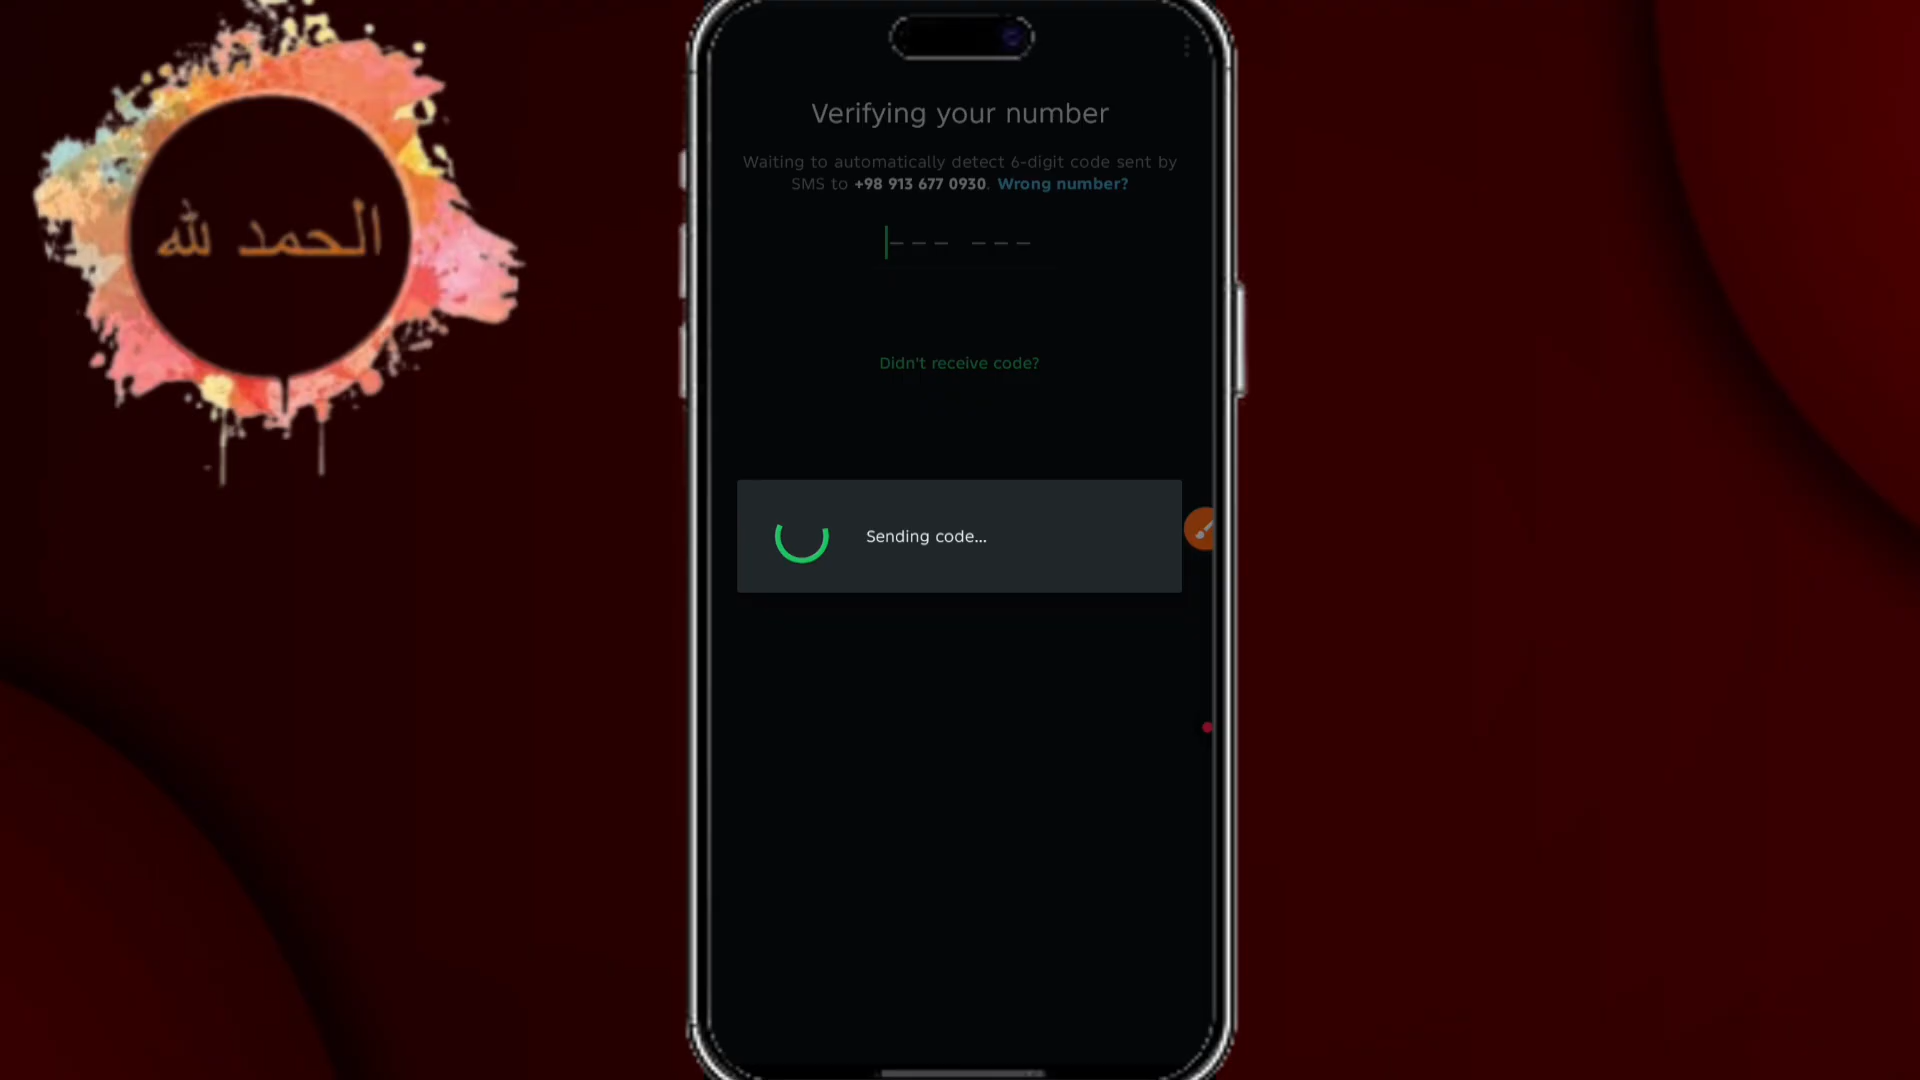 الحمد لله
Verifying your number
Waiting to automatically detect 6-digit code sent by
SMS to +98 913 677 0930. Wrong number?
Didn't receive code?
Sending code...